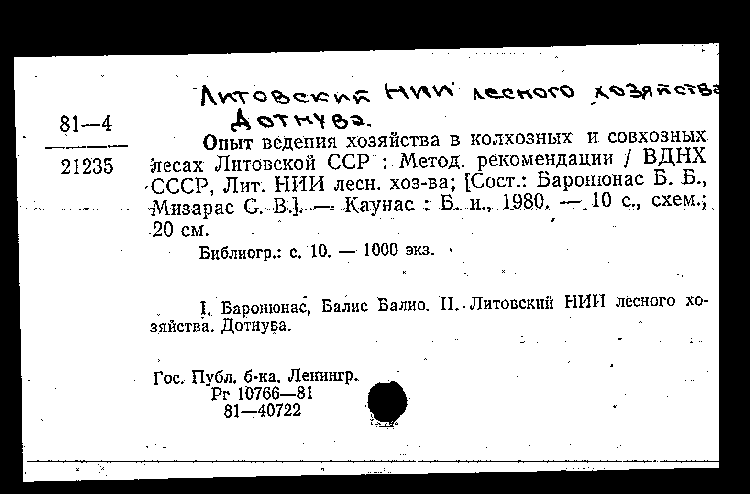 Литовский НИИ лесного хозяйства
Дотнува.
81—4
21235
Опыт ведения хозяйства в колхозных и совхозных
лесах Литовской ССР : Метод. рекомендации / ВДНХ
СССР, Лит. НИИ лесн. хоз-ва; [Сост.: Баронюнас Б. Б.,
Мизарас С. В.]. — Каунас : Б. и., 1980. — 10 с., схем.;
20 см.
Библиогр.: с. 10. — 1000 экз.
I. Баронюнас, Балис Балио. II. Литовский НИИ лесного хо-
зяйства. Дотнува.
Гос. Публ. б-ка. Ленингр.
Рг 10766—81
81—40722